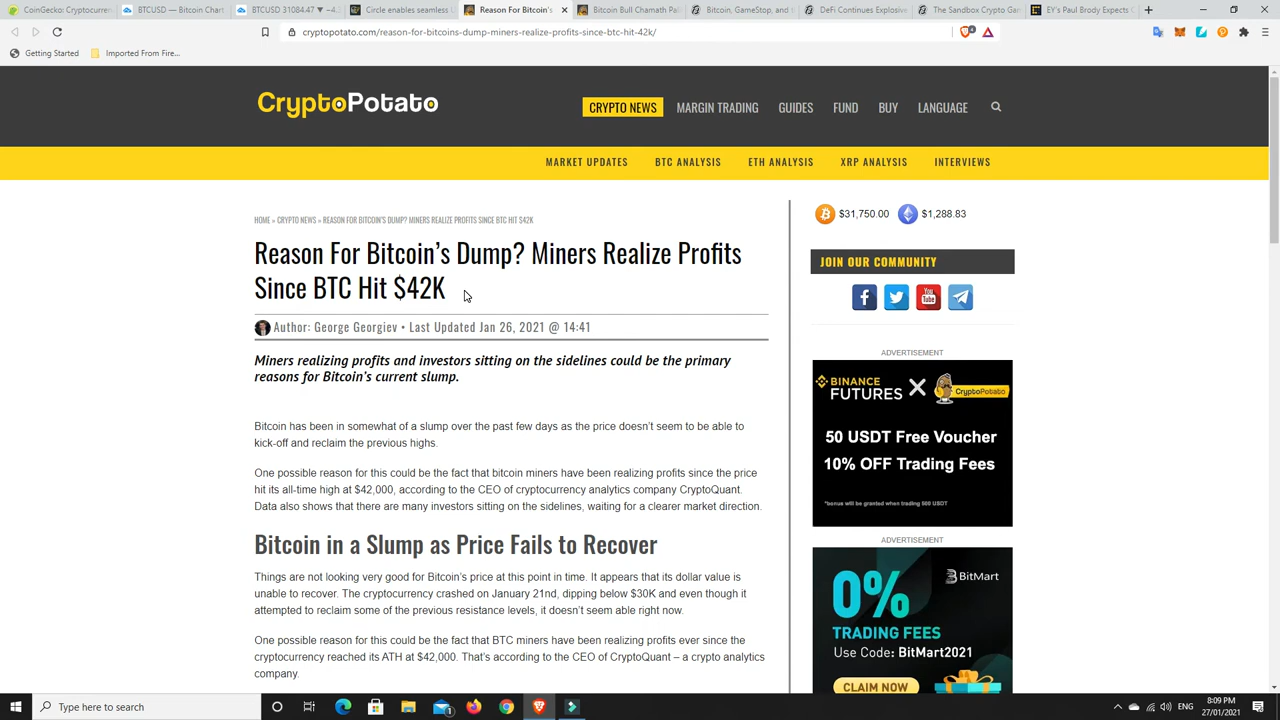 CoinGecko Cryptocurren
BTCUSD — Bitcoin Chart
BTCUSD 31084.47 ▼ −4.
Circle enables seamless
Reason For Bitcoin's
Bitcoin Bull Chamath Pal
Bitcoin, GameStop, and t
DeFi Continues Explosive
The Sandbox Crypto Gam
EY's Paul Brody Expects C
cryptopotato.com/reason-for-bitcoins-dump-miners-realize-profits-since-btc-hit-42k/
Getting Started
Imported From Fire...
CryptoPotato
CRYPTO NEWS
MARGIN TRADING
GUIDES
FUND
BUY
LANGUAGE
MARKET UPDATES
BTC ANALYSIS
ETH ANALYSIS
XRP ANALYSIS
INTERVIEWS
HOME » CRYPTO NEWS » REASON FOR BITCOIN'S DUMP? MINERS REALIZE PROFITS SINCE BTC HIT $42K
Reason For Bitcoin's Dump? Miners Realize Profits
Since BTC Hit $42K
Author: George Georgiev • Last Updated Jan 26, 2021 @ 14:41
Miners realizing profits and investors sitting on the sidelines could be the primary
reasons for Bitcoin's current slump.
Bitcoin has been in somewhat of a slump over the past few days as the price doesn't seem to be able to
kick-off and reclaim the previous highs.
One possible reason for this could be the fact that bitcoin miners have been realizing profits since the price
hit its all-time high at $42,000, according to the CEO of cryptocurrency analytics company CryptoQuant.
Data also shows that there are many investors sitting on the sidelines, waiting for a clearer market direction.
Bitcoin in a Slump as Price Fails to Recover
Things are not looking very good for Bitcoin's price at this point in time. It appears that its dollar value is
unable to recover. The cryptocurrency crashed on January 21nd, dipping below $30K and even though it
attempted to reclaim some of the previous resistance levels, it doesn't seem able right now.
One possible reason for this could be the fact that BTC miners have been realizing profits ever since the
cryptocurrency reached its ATH at $42,000. That's according to the CEO of CryptoQuant – a crypto analytics
company.
$31,750.00
$1,288.83
JOIN OUR COMMUNITY
You
Tube
ADVERTISEMENT
BINANCE
FUTURES
CryptoPotato
50 USDT Free Voucher
10% OFF Trading Fees
*bonus will be granted when trading 500 USDT
ADVERTISEMENT
BitMart
0%
TRADING FEES
Use Code: BitMart2021
CLAIM NOW
Type here to search
ENG
8:09 PM
27/01/2021